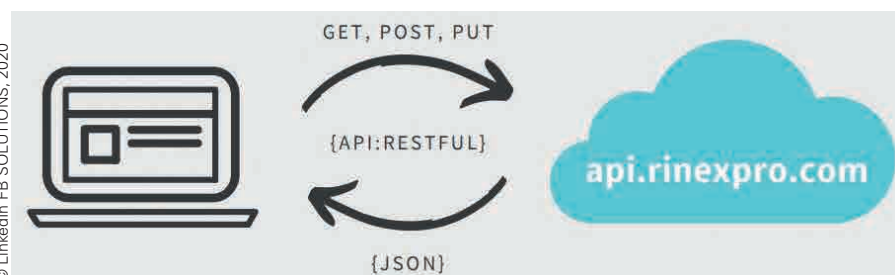 © LinkedIn FB SOLUTIONS, 2020
GET, POST, PUT
{API:RESTFUL}
api.rinexpro.com
{JSON}